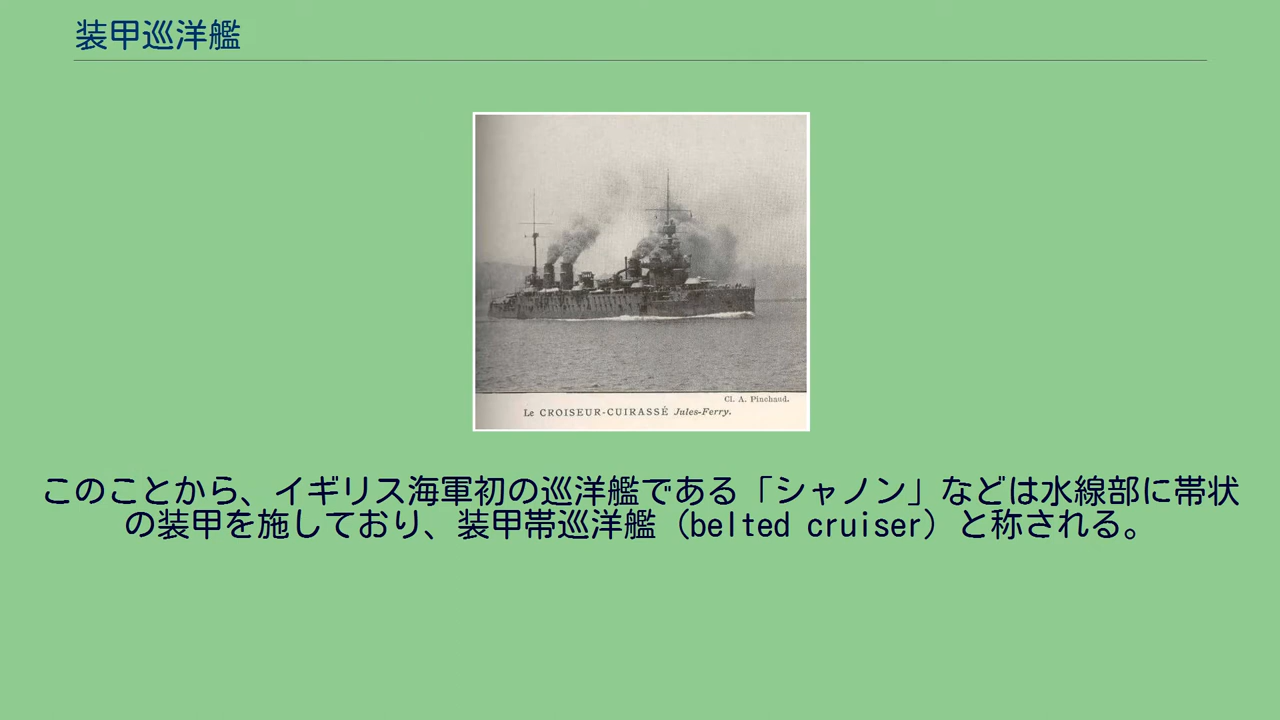 装甲巡洋艦
Cl. A. Pinchaud.
Le CROISEUR-CUIRASSÉ Jules-Ferry.
このことから、イギリス海軍初の巡洋艦である「シャノン」などは水線部に帯状
の装甲を施しており、装甲帯巡洋艦（belted cruiser）と称される。